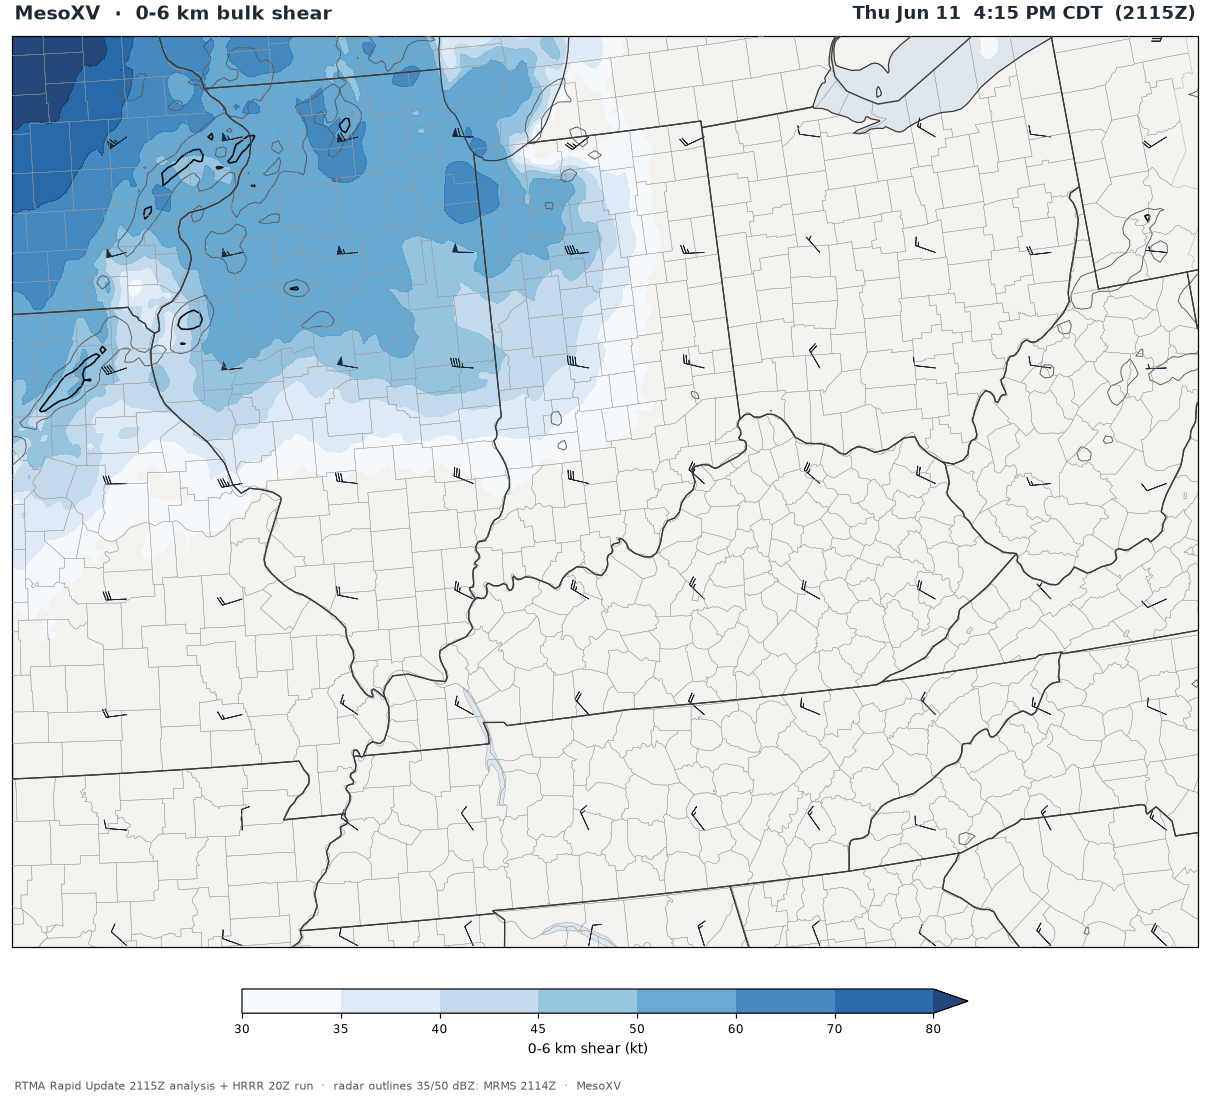 MesoXV · 0-6 km bulk shear
Thu Jun 11 4:15 PM CDT (2115Z)
30 35 40 45 50 60 70 80
0-6 km shear (kt)
RTMA Rapid Update 2115Z analysis + HRRR 20Z run · radar outlines 35/50 dBZ: MRMS 2114Z · MesoXV